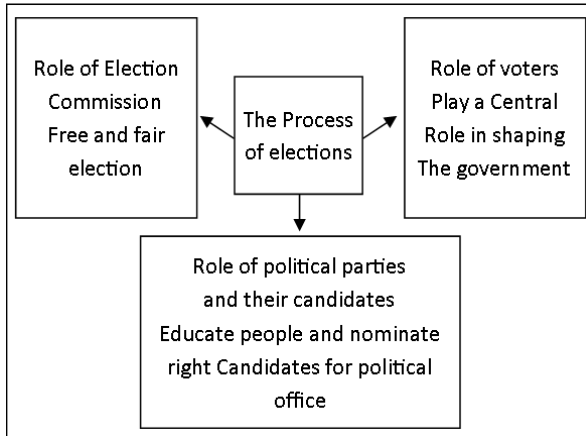 Role of Election
Commission
Free and fair
election
The Process
of elections
Role of voters
Play a Central
Role in shaping
The government
Role of political parties
and their candidates
Educate people and nominate
right Candidates for political
office